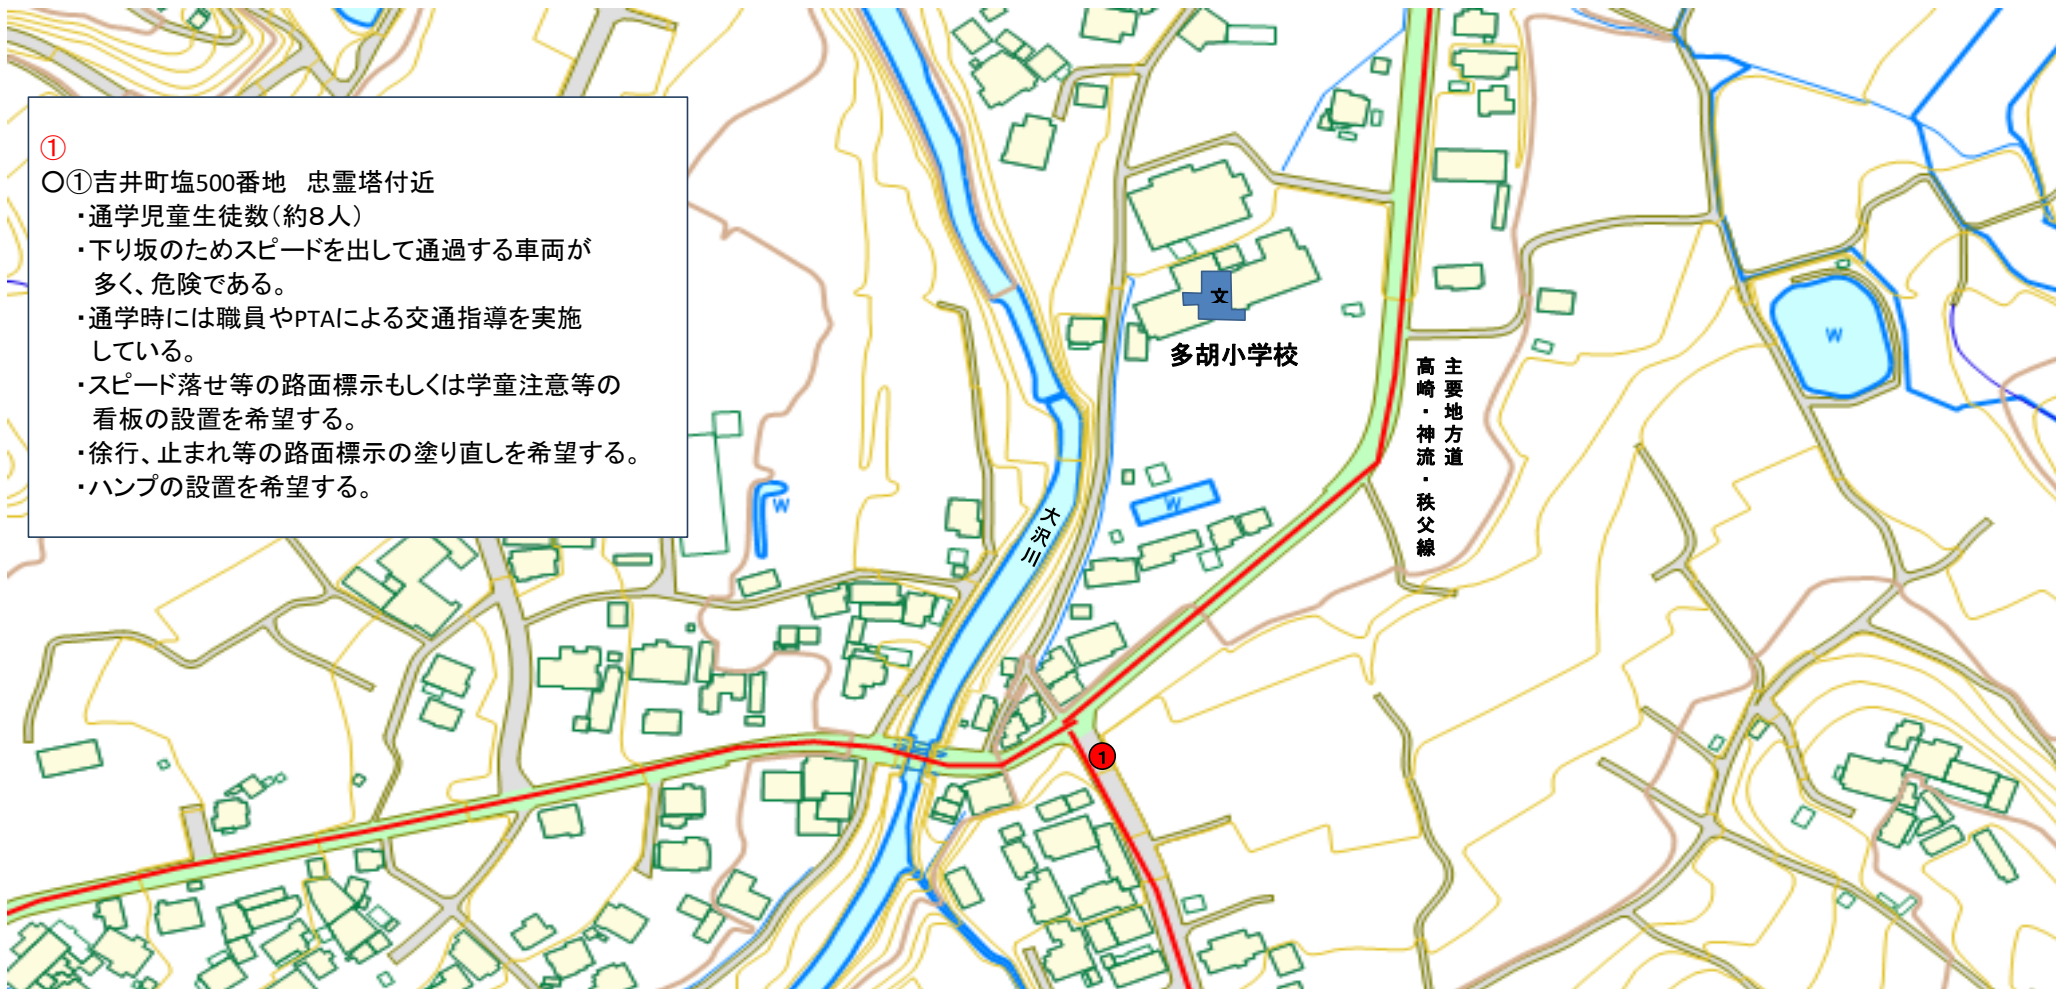 ①
○①吉井町塩500番地　忠霊塔付近
・通学児童生徒数（約８人）
・下り坂のためスピードを出して通過する車両が
多く、危険である。
・通学時には職員やPTAによる交通指導を実施
している。
・スピード落せ等の路面標示もしくは学童注意等の
看板の設置を希望する。
・徐行、止まれ等の路面標示の塗り直しを希望する。
・ハンプの設置を希望する。
文
多胡小学校
主要地方道
高崎・神流・秩父線
W
W
W
大沢川
1